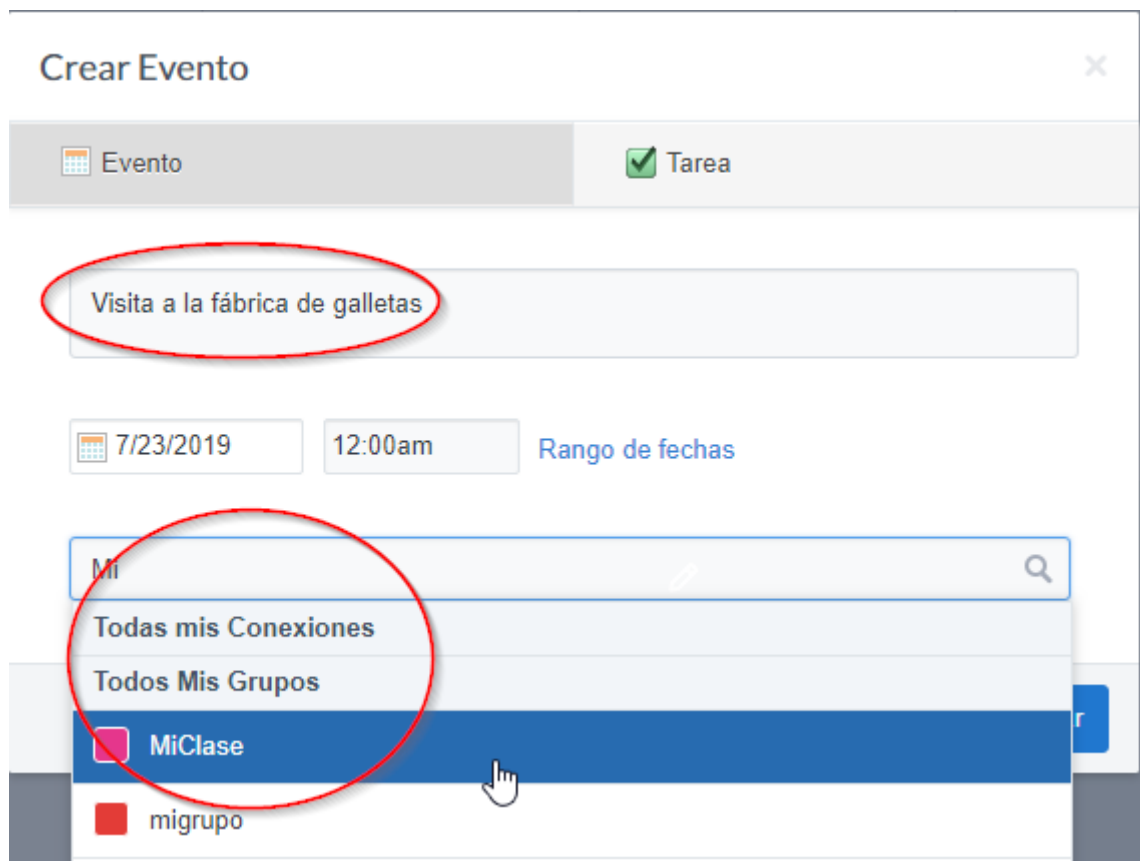 Crear Evento
Evento
Tarea
Visita a la fábrica de galletas
7/23/2019
12:00am
Rango de fechas
Mi
Todas mis Conexiones
Todos Mis Grupos
MiClase
r
migrupo